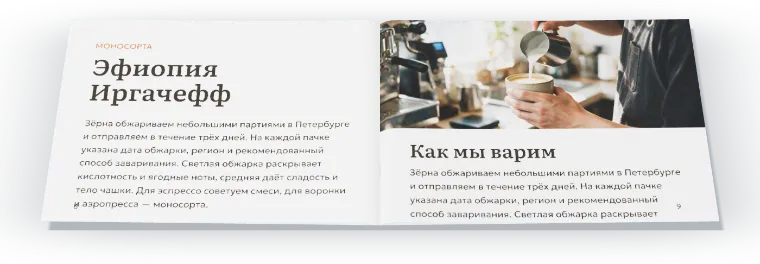 МОНОСОРТА
Эфиопия
Иргачефф
Зёрна обжариваем небольшими партиями в Петербурге
и отправляем в течение трёх дней. На каждой пачке
указана дата обжарки, регион и рекомендованный
способ заваривания. Светлая обжарка раскрывает
кислотность и ягодные ноты, средняя даёт сладость и
тело чашки. Для эспрессо советуем смеси, для воронки
и аэропресса — моносорта.
Как мы варим
Зёрна обжариваем небольшими партиями в Петербурге
и отправляем в течение трёх дней. На каждой пачке
указана дата обжарки, регион и рекомендованный
способ заваривания. Светлая обжарка раскрывает
9